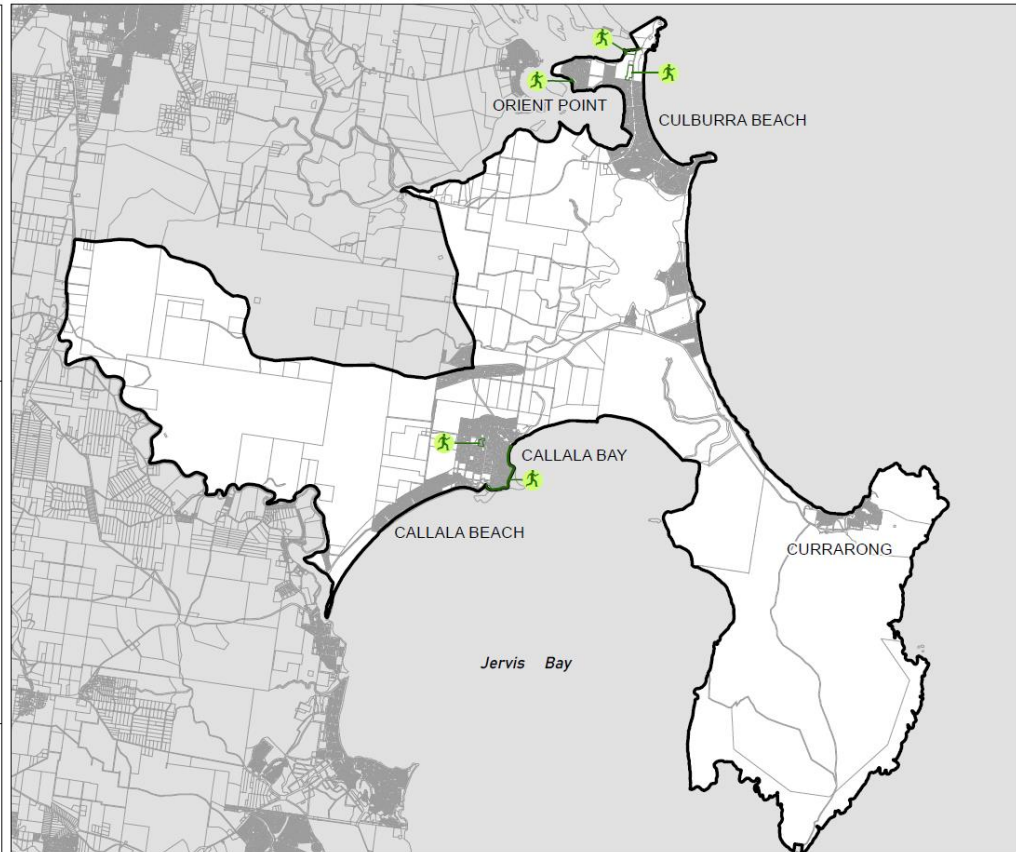 ORIENT POINT
CULBURRA BEACH
CALLALA BAY
CALLALA BEACH
CURRARONG
Jervis Bay